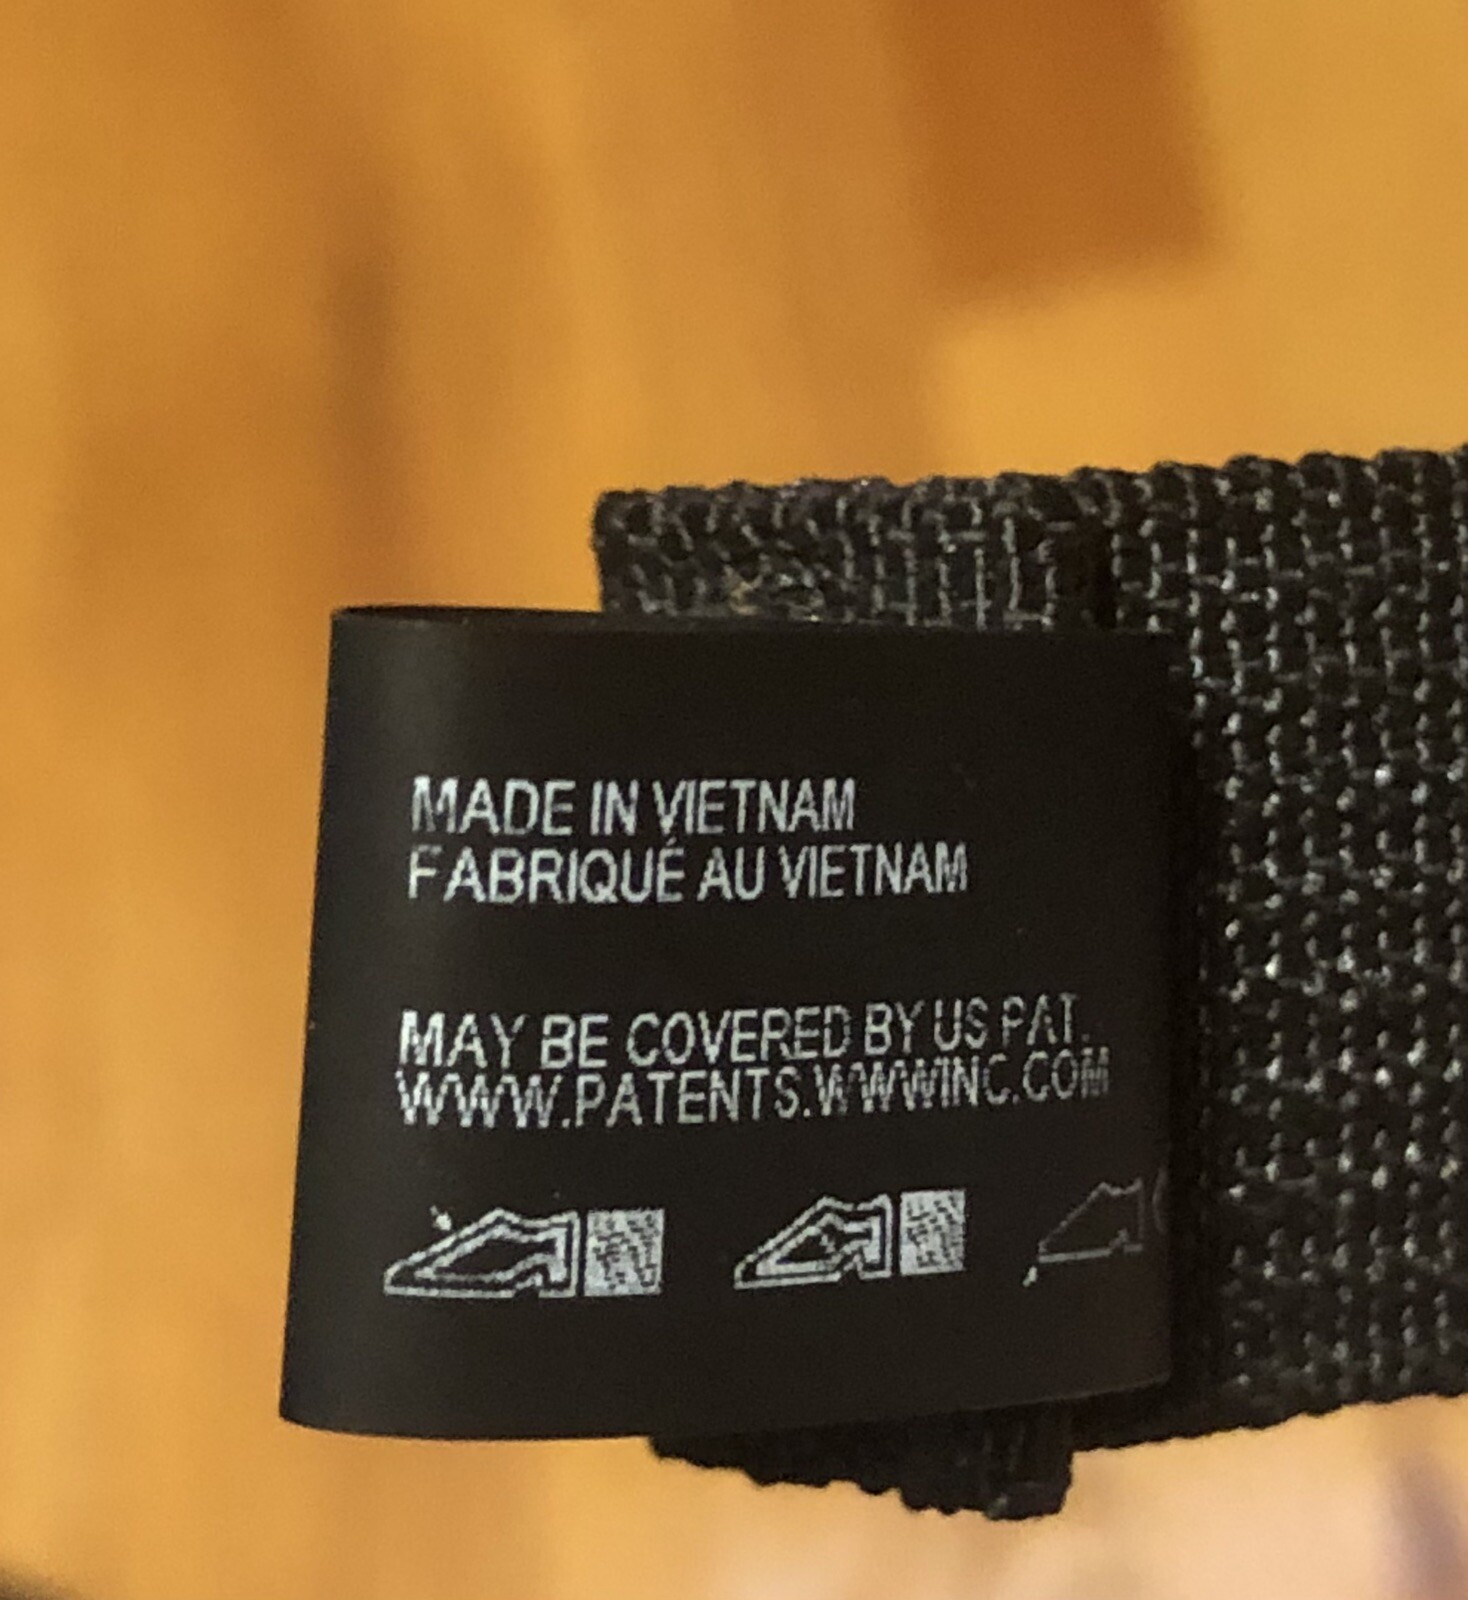 MADE IN VIETNAM
FABRIQUÉ AU VIETNAM
MAY BE COVERED BY US PAT.
WWW.PATENTS.WWWINC.COM